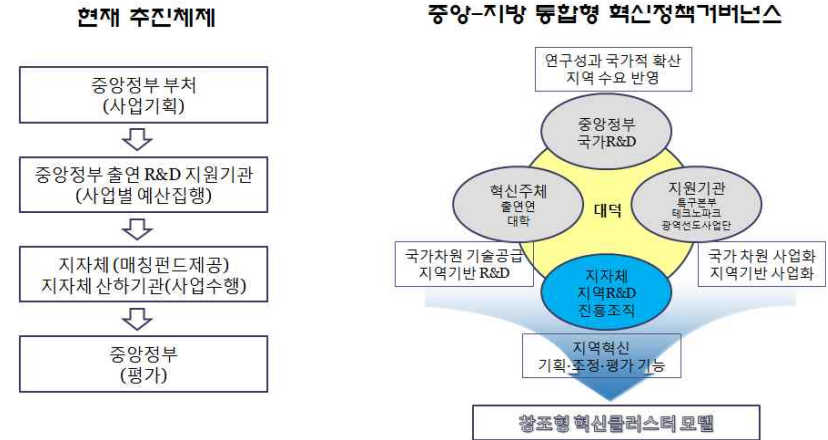 현재 추진체제
중앙정부 부처
(사업기획)
중앙정부 출연 R&D 지원기관
(사업별 예산집행)
지자체 (매칭펀드제공)
지자체 산하기관(사업수행)
중앙정부
(평가)
중앙-지방 통합형 혁신정책거버넌스
연구성과 국가적 확산
지역 수요 반영
중앙정부
국가R&D
혁신주체
출연연
대학
대덕
지원기관
특구본부
테크노파크
광역선도사업단
국가차원 기술공급
지역기반 R&D
국가 차원 사업화
지역기반 사업화
지자체
지역R&D
진흥조직
지역혁신
기획·조정·평가 기능
창조형 혁신클러스터 모델